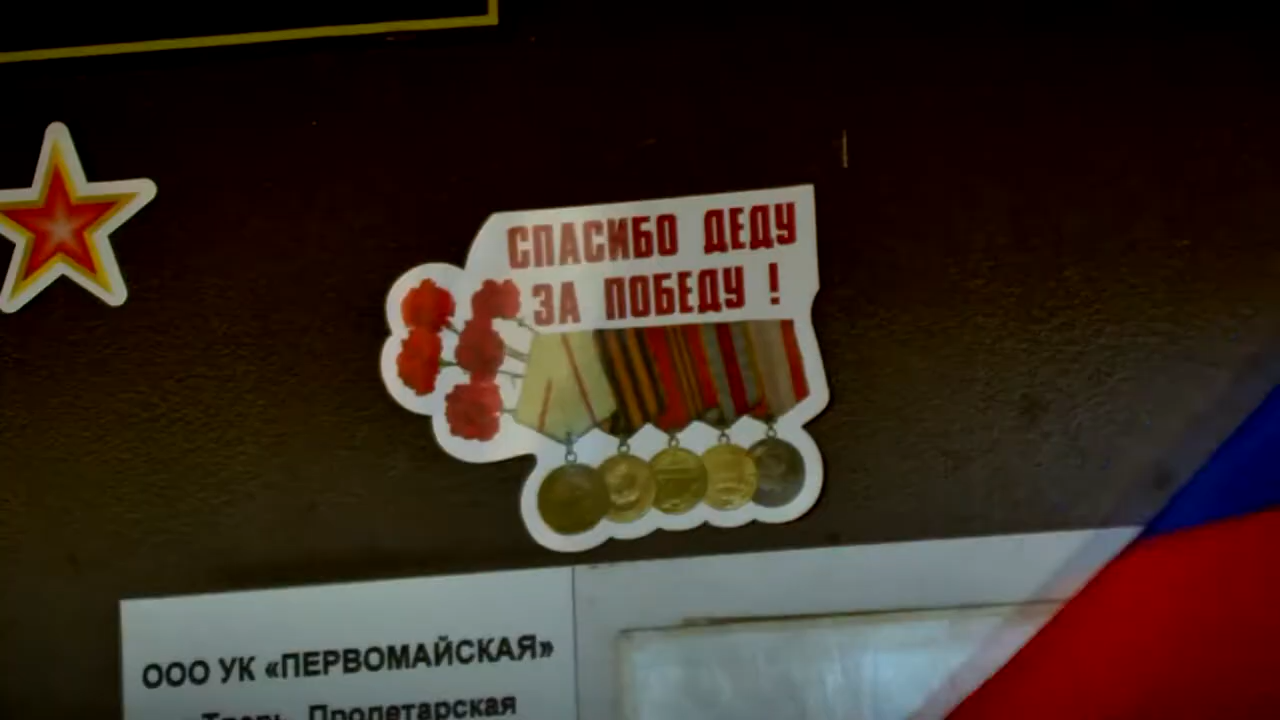 СПАСИБО ДЕДУ
ЗА ПОБЕДУ !
ООО УК «ПЕРВОМАЙСКАЯ»
Тверь, Пролетарская